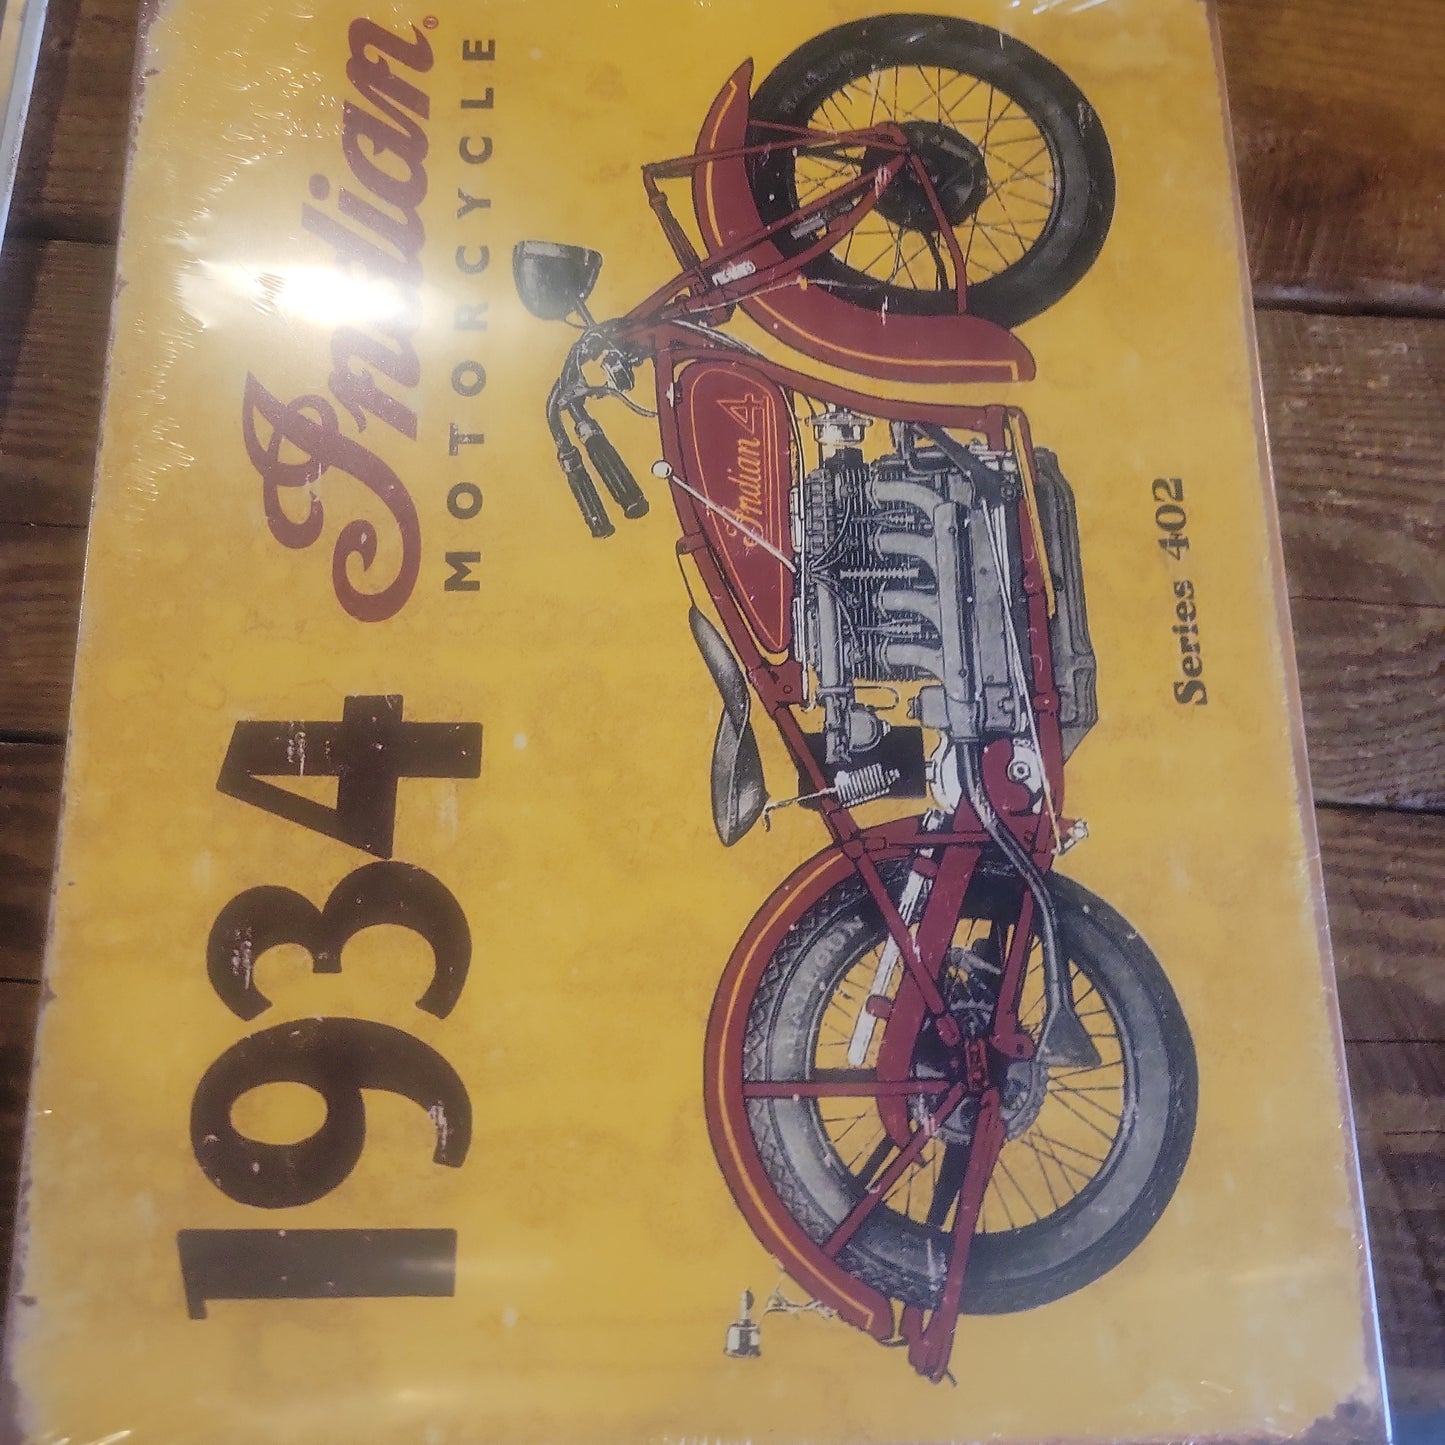 1934 Indian®
MOTORCYCLE
Indian 4
Series 402